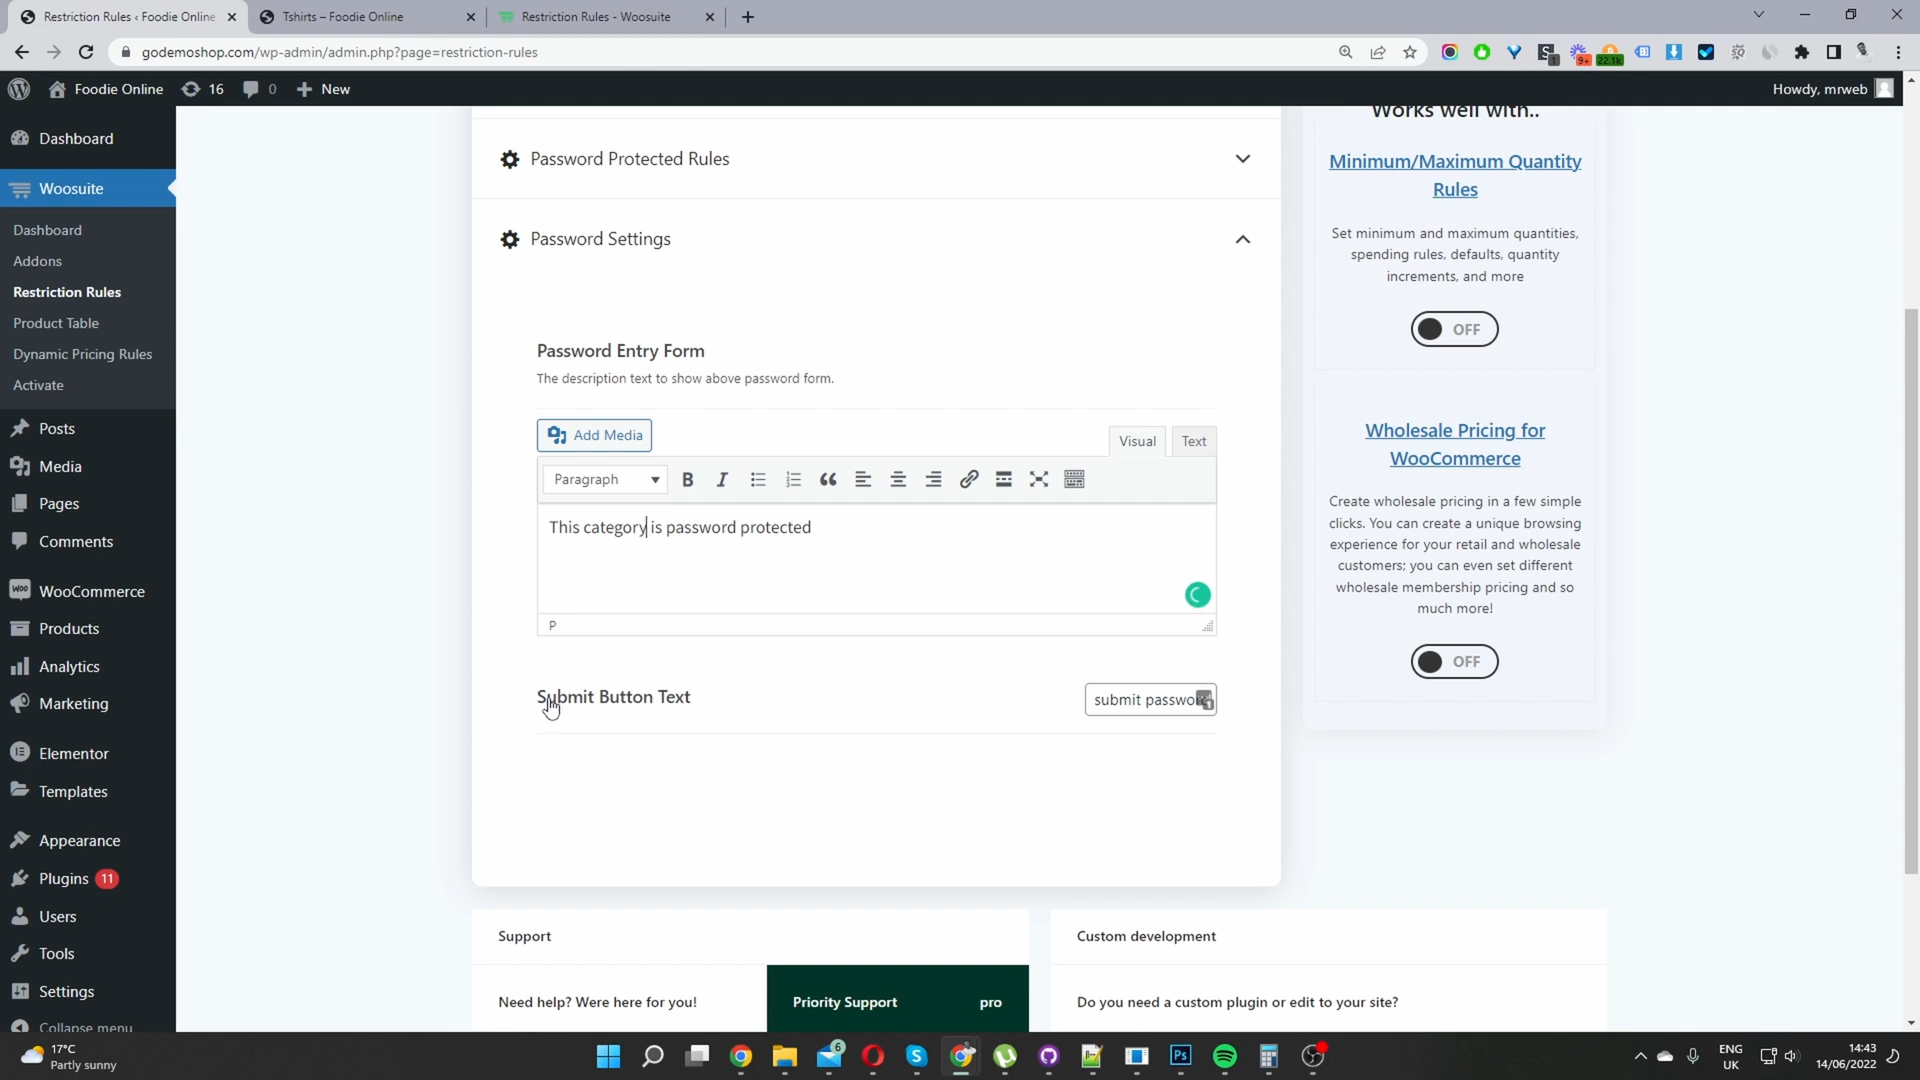 Restriction Rules ‹ Foodie Online
Tshirts – Foodie Online
Restriction Rules - Woosuite
godemoshop.com/wp-admin/admin.php?page=restriction-rules
9+
22.1k
Foodie Online
16
0
New
Howdy, mrweb
Dashboard
Woosuite
Dashboard
Addons
Restriction Rules
Product Table
Dynamic Pricing Rules
Activate
Posts
Media
Pages
Comments
WooCommerce
Products
Analytics
Marketing
Elementor
Templates
Appearance
Plugins 11
Users
Tools
Settings
Collapse menu
Password Protected Rules
Password Settings
Password Entry Form
The description text to show above password form.
Add Media
Visual
Text
Paragraph
B
I
This category is password protected
P
Submit Button Text
submit password
Works well with..
Minimum/Maximum Quantity
Rules
Set minimum and maximum quantities,
spending rules, defaults, quantity
increments, and more
OFF
Wholesale Pricing for
WooCommerce
Create wholesale pricing in a few simple
clicks. You can create a unique browsing
experience for your retail and wholesale
customers; you can even set different
wholesale membership pricing and so
much more!
OFF
Support
Need help? Were here for you!
Priority Support
pro
Custom development
Do you need a custom plugin or edit to your site?
17°C
Partly sunny
6
Ps
ENG
UK
14:43
14/06/2022